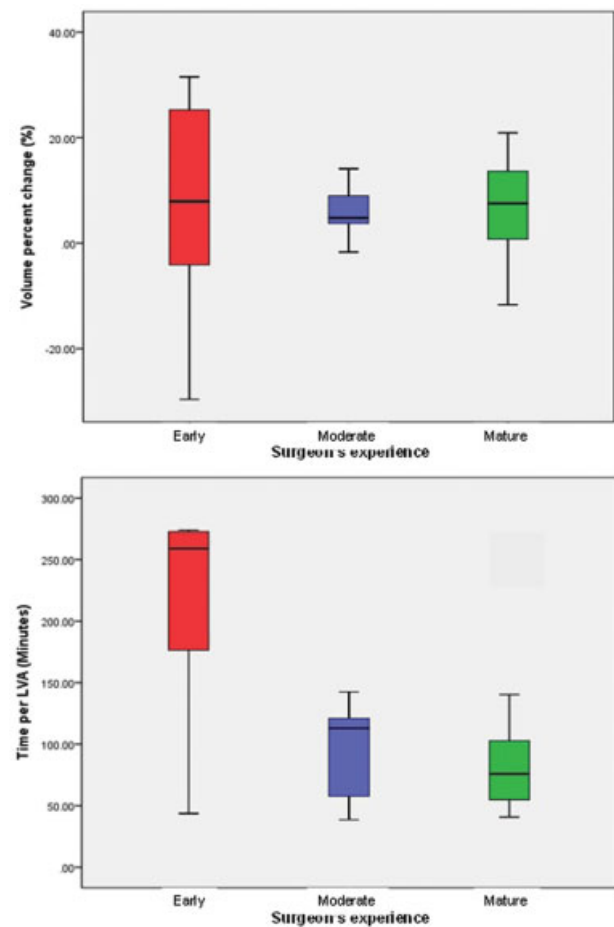 Volume percent change (%)
40.00
20.00
.00
-20.00
Early
Moderate
Mature
Surgeon's experience
Time per LVA (Minutes)
300.00
250.00
200.00
150.00
100.00
50.00
.00
Early
Moderate
Mature
Surgeon's experience